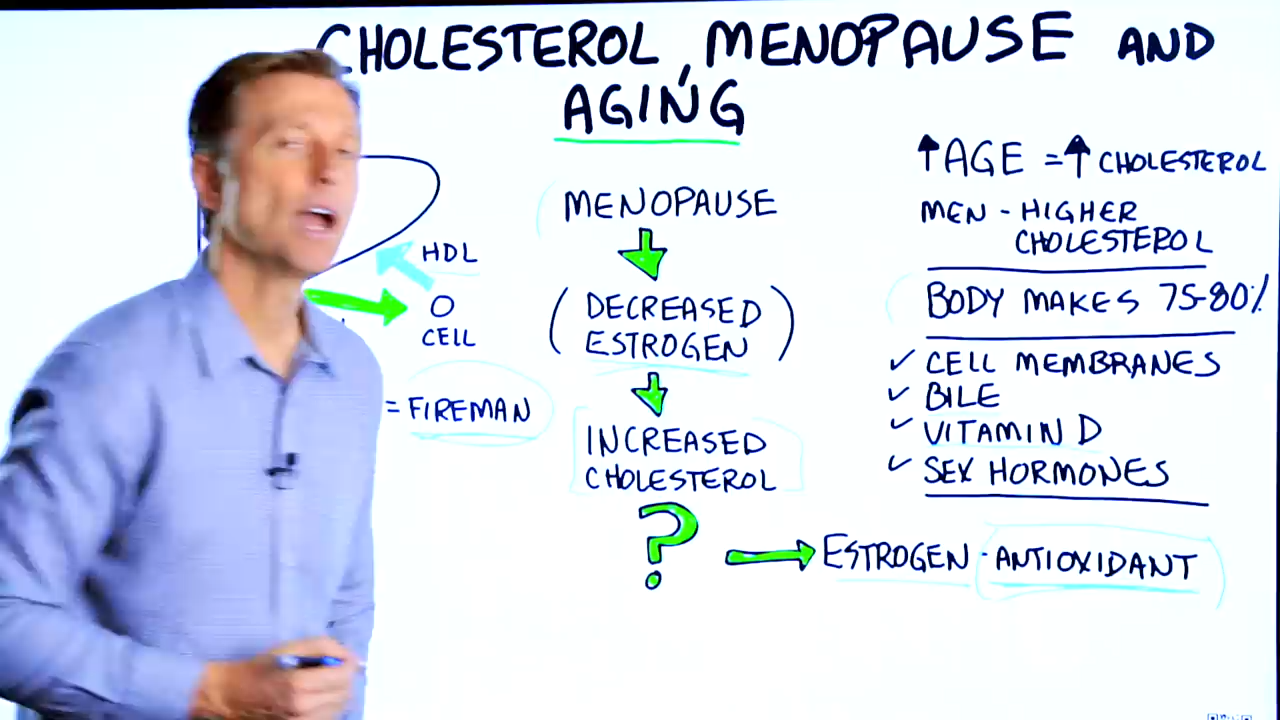 CHOLESTEROL, MENOPAUSE AND
AGING
HDL
O
CELL
= FIREMAN
MENOPAUSE
(DECREASED
ESTROGEN)
INCREASED
CHOLESTEROL
?
↑ AGE = ↑ CHOLESTEROL
MEN - HIGHER
CHOLESTEROL
BODY MAKES 75-80%
✓ CELL MEMBRANES
✓ BILE
✓ VITAMIN D
✓ SEX HORMONES
ESTROGEN - ANTIOXIDANT